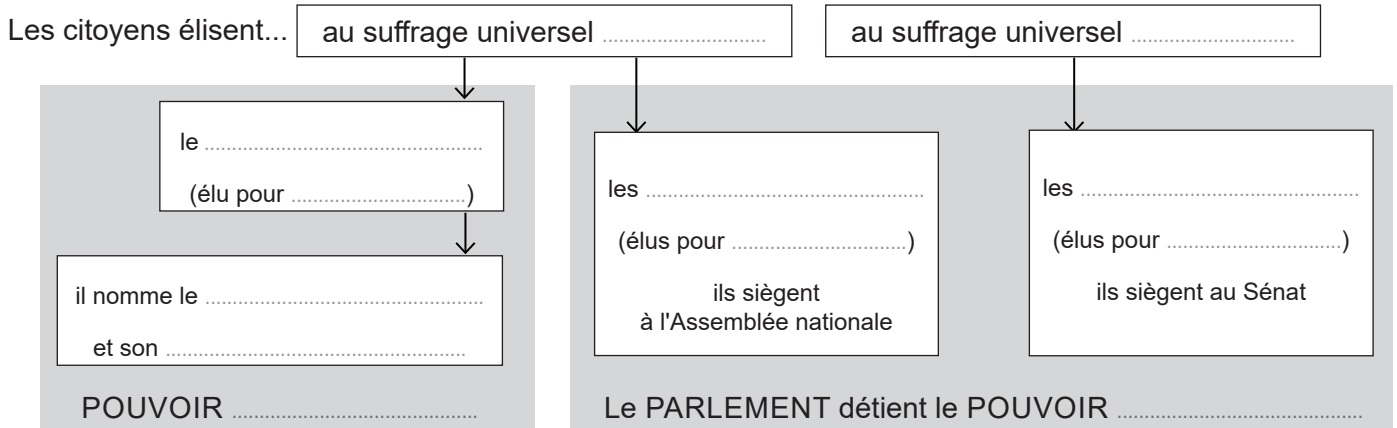 Les citoyens élisent...
au suffrage universel ............................
au suffrage universel ............................
le ................................................
(élu pour ..............................)
il nomme le ................................................
et son ....................................................
POUVOIR ..........................................
les ................................................
(élus pour ..............................)
ils siègent
à l'Assemblée nationale
les ................................................
(élus pour ..............................)
ils siègent au Sénat
Le PARLEMENT détient le POUVOIR ..........................................